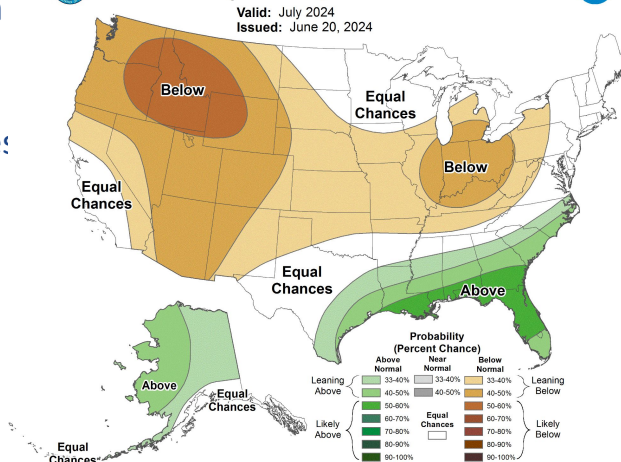 Valid: July 2024
Issued: June 20, 2024
Below
Equal
Chances
Below
Equal
Chances
Equal
Chances
Above
Above
Equal
Chances
Equal
Chances
Probability
(Percent Chance)
Above
Normal
Near
Normal
Below
Normal
Leaning
Above
33-40%
33-40%
33-40%
Leaning
Below
40-50%
40-50%
40-50%
Likely
Above
50-60%
50-60%
Likely
Below
60-70%
Equal
Chances
60-70%
70-80%
70-80%
80-90%
80-90%
90-100%
90-100%